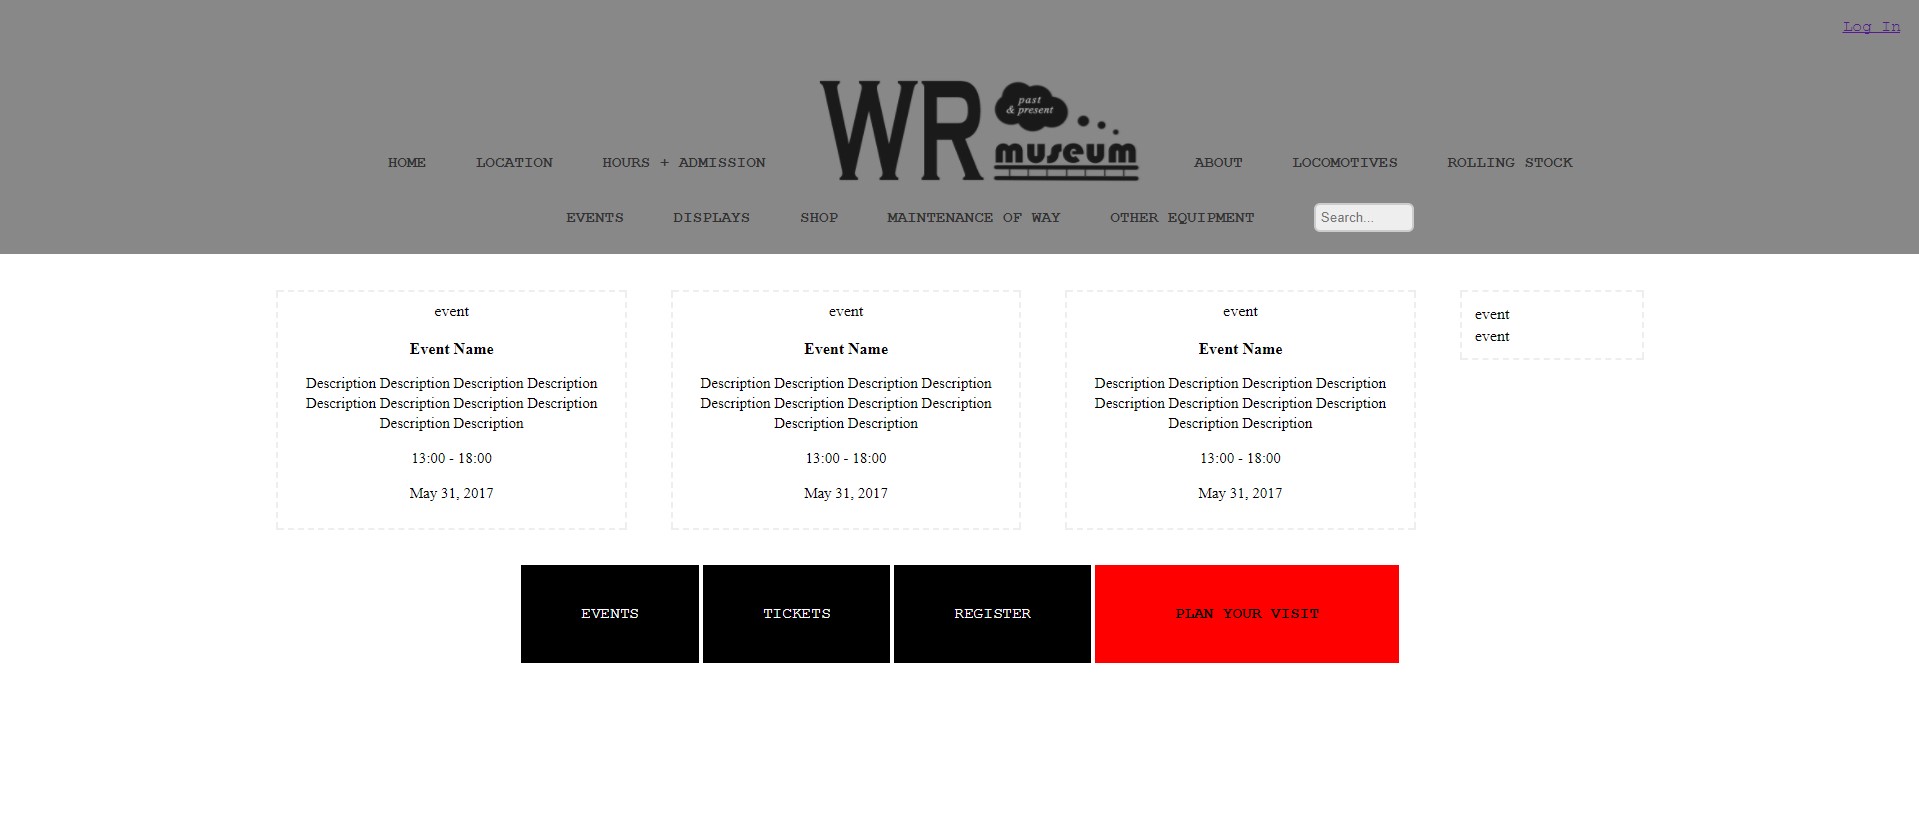 Log In
WR
past
& present
museum
HOME LOCATION HOURS + ADMISSION ABOUT LOCOMOTIVES ROLLING STOCK
EVENTS DISPLAYS SHOP MAINTENANCE OF WAY OTHER EQUIPMENT Search...
event
Event Name
Description Description Description Description
Description Description Description Description
Description Description
13:00 - 18:00
May 31, 2017
event
Event Name
Description Description Description Description
Description Description Description Description
Description Description
13:00 - 18:00
May 31, 2017
event
Event Name
Description Description Description Description
Description Description Description Description
Description Description
13:00 - 18:00
May 31, 2017
event
event
EVENTS TICKETS REGISTER PLAN YOUR VISIT